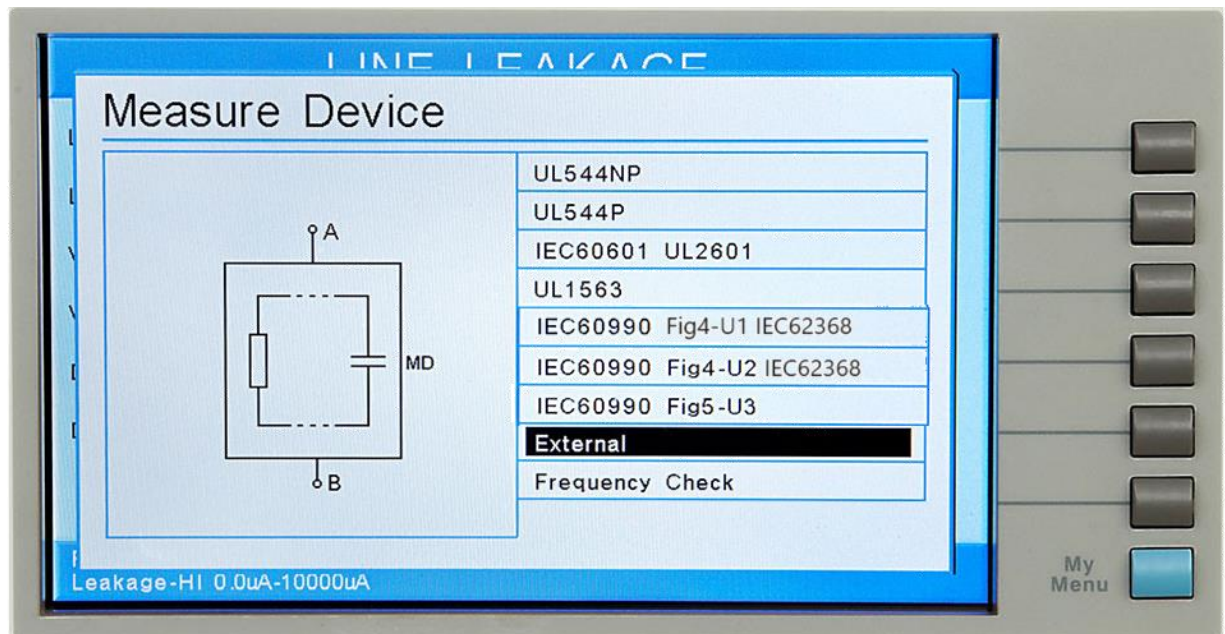 LINE LEAKAGE
Measure Device
A
MD
B
UL544NP
UL544P
IEC60601 UL2601
UL1563
IEC60990 Fig4-U1 IEC62368
IEC60990 Fig4-U2 IEC62368
IEC60990 Fig5-U3
External
Frequency Check
Leakage-HI 0.0uA-10000uA
My
Menu